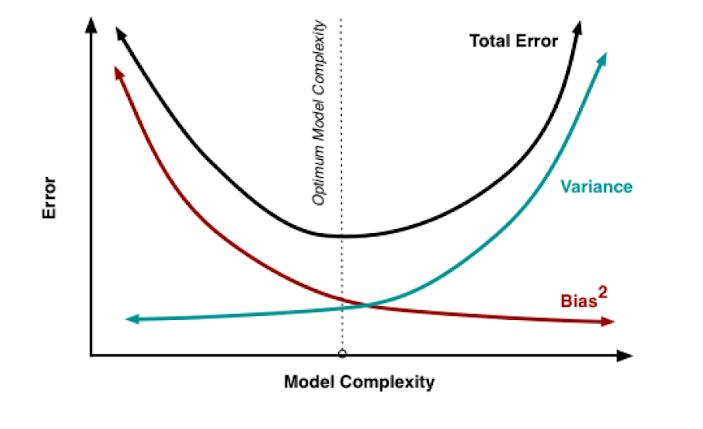 Total Error
Optimum Model Complexity
Variance
Error
Bias²
Model Complexity